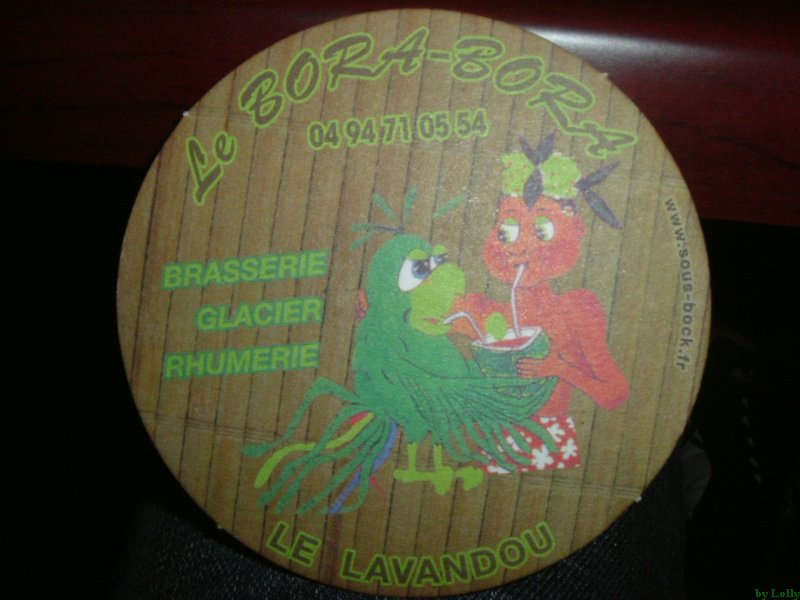 Le BORA-BORA
04 94 71 05 54
BRASSERIE
GLACIER
RHUMERIE
www.sous-bock.fr
LE LAVANDOU
by Lolly